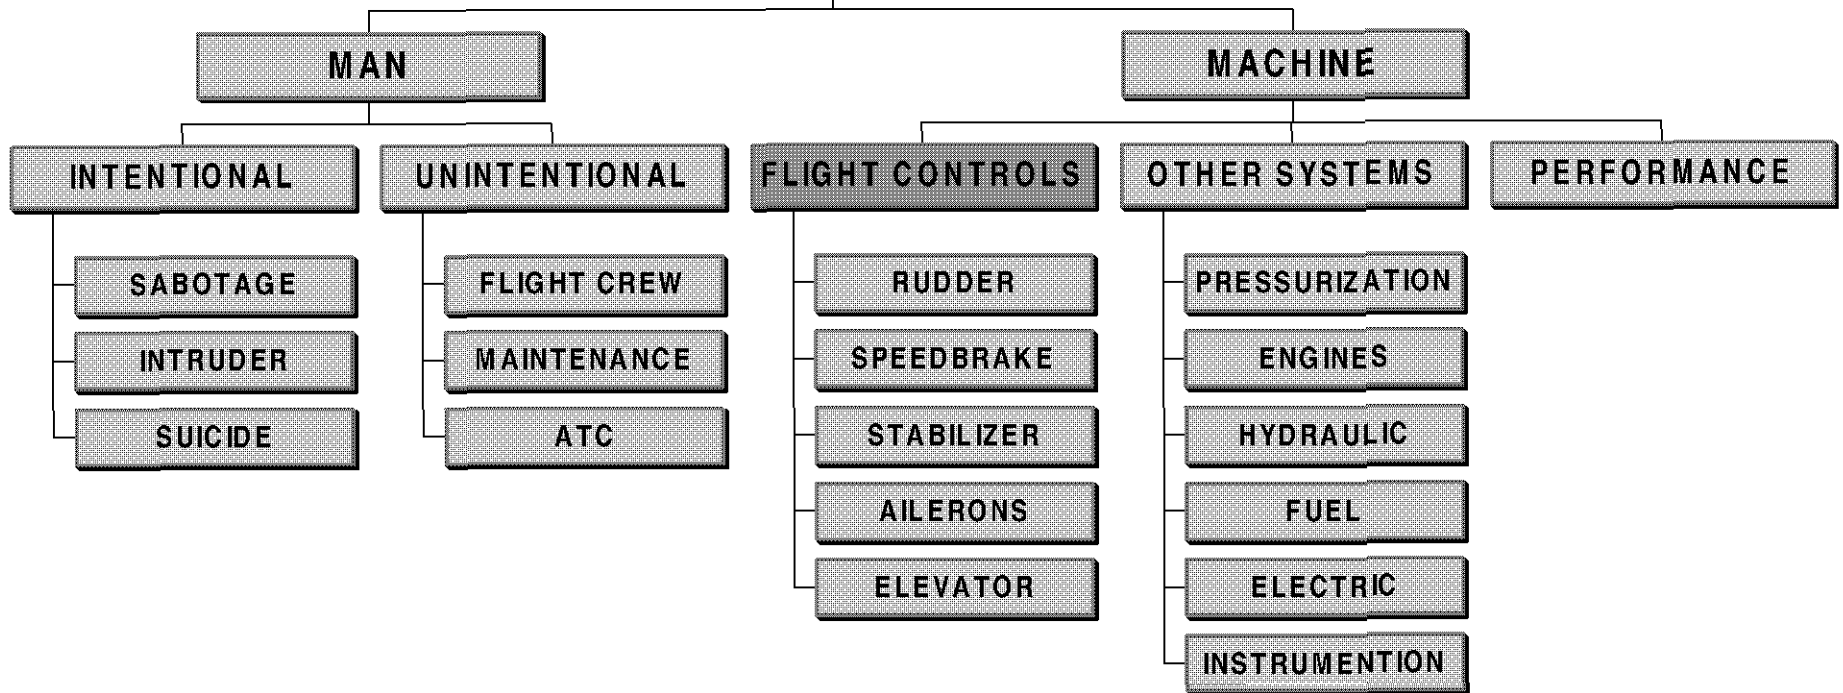 MAN
MACHINE
INTENTIONAL
UNINTENTIONAL
FLIGHT CONTROLS
OTHER SYSTEMS
PERFORMANCE
SABOTAGE
INTRUDER
SUICIDE
FLIGHT CREW
MAINTENANCE
ATC
RUDDER
SPEEDBRAKE
STABILIZER
AILERONS
ELEVATOR
PRESSURIZATION
ENGINES
HYDRAULIC
FUEL
ELECTRIC
INSTRUMENTION